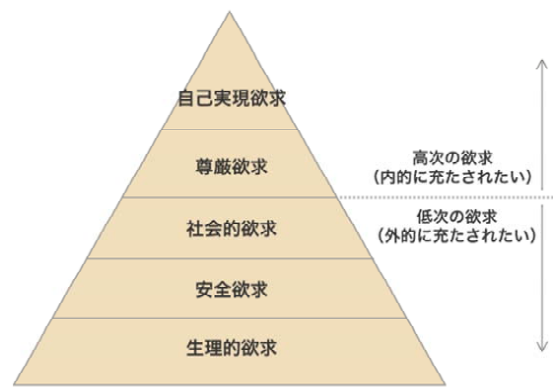 自己実現欲求
尊厳欲求
高次の欲求
（内的に充たされたい）
低次の欲求
（外的に充たされたい）
社会的欲求
安全欲求
生理的欲求